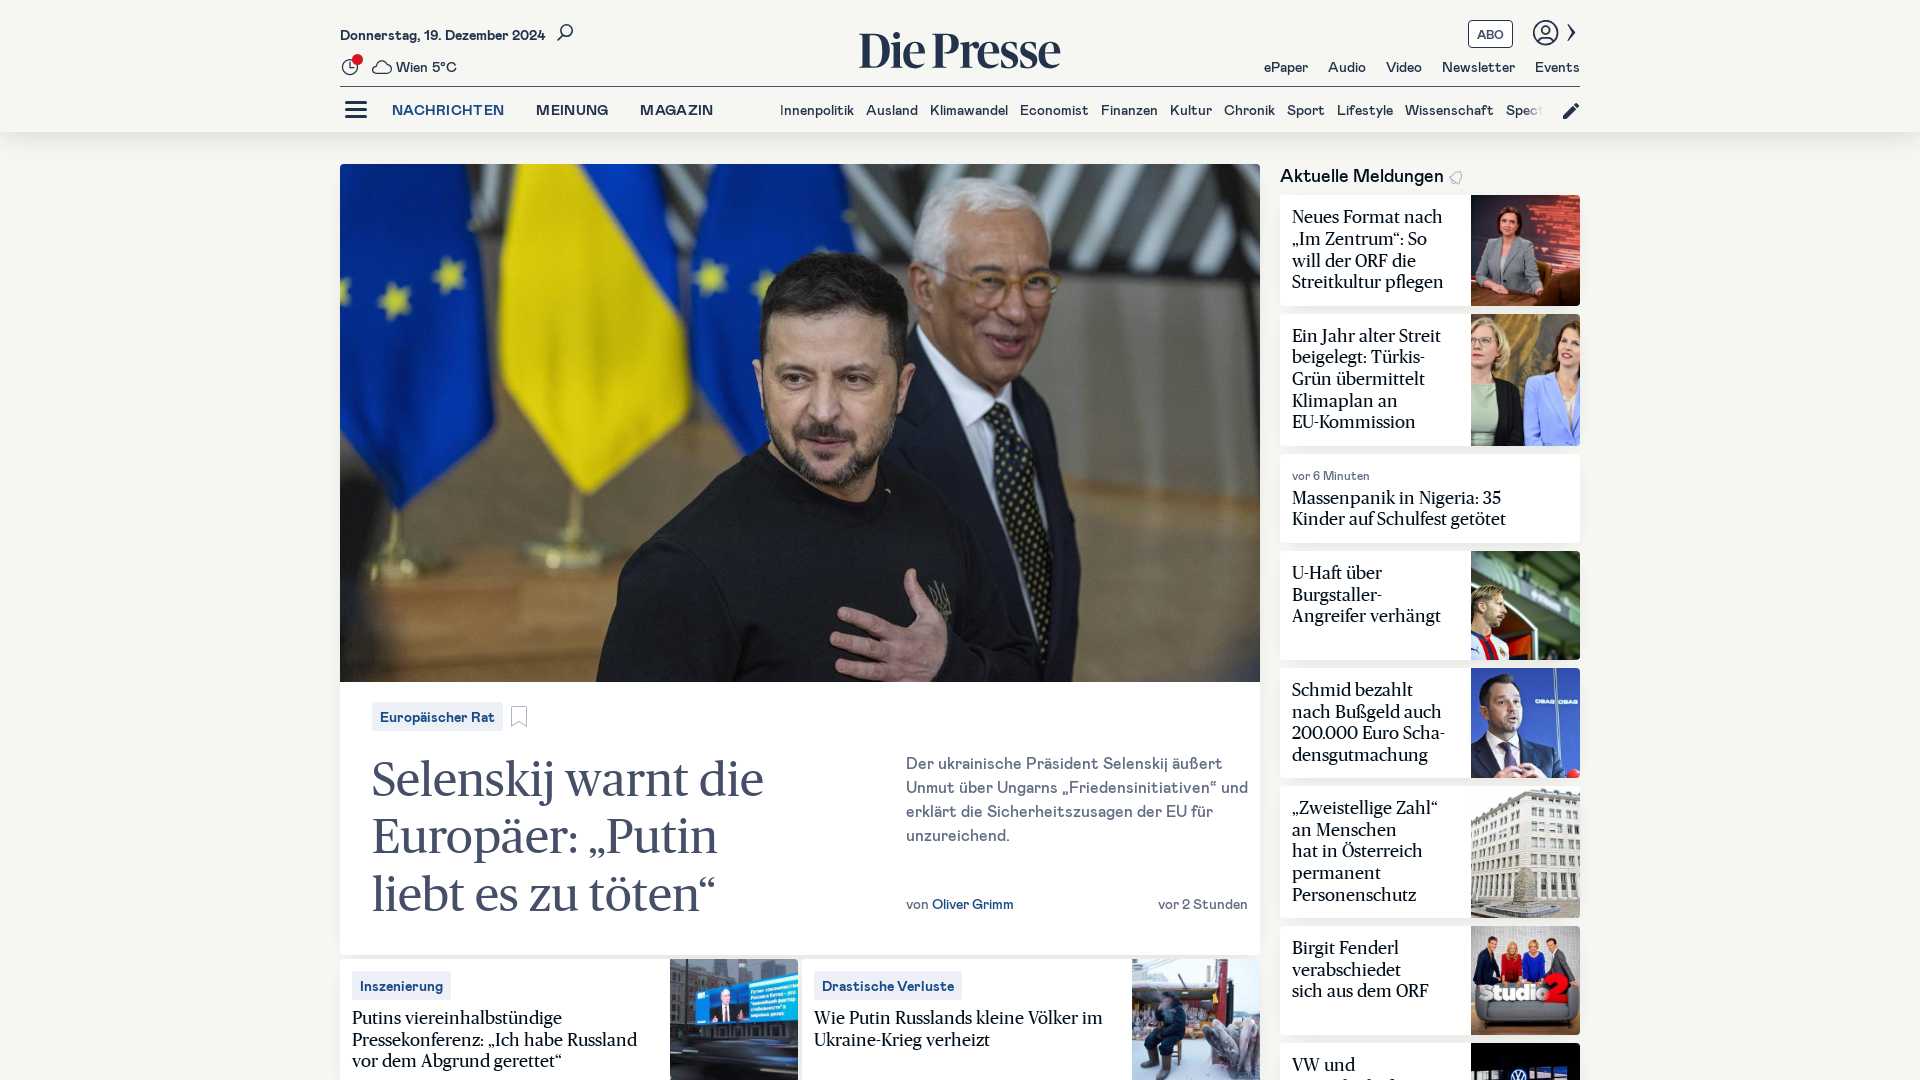 Donnerstag, 19. Dezember 2024
Wien 5°C
Die Presse
ABO
ePaper Audio Video Newsletter Events
NACHRICHTEN MEINUNG MAGAZIN
Innenpolitik Ausland Klimawandel Economist Finanzen Kultur Chronik Sport Lifestyle Wissenschaft Spect
Europäischer Rat
Selenskij warnt die
Europäer: „Putin
liebt es zu töten“
Der ukrainische Präsident Selenskij äußert
Unmut über Ungarns „Friedensinitiativen“ und
erklärt die Sicherheitszusagen der EU für
unzureichend.
von Oliver Grimm
vor 2 Stunden
Inszenierung
Putins viereinhalbstündige
Pressekonferenz: „Ich habe Russland
vor dem Abgrund gerettet“
Drastische Verluste
Wie Putin Russlands kleine Völker im
Ukraine-Krieg verheizt
Aktuelle Meldungen
Neues Format nach
„Im Zentrum“: So
will der ORF die
Streitkultur pflegen
Ein Jahr alter Streit
beigelegt: Türkis-
Grün übermittelt
Klimaplan an
EU-Kommission
vor 6 Minuten
Massenpanik in Nigeria: 35
Kinder auf Schulfest getötet
U-Haft über
Burgstaller-
Angreifer verhängt
Schmid bezahlt
nach Bußgeld auch
200.000 Euro Scha-
densgutmachung
„Zweistellige Zahl“
an Menschen
hat in Österreich
permanent
Personenschutz
Birgit Fenderl
verabschiedet
sich aus dem ORF
Studio 2
VW und